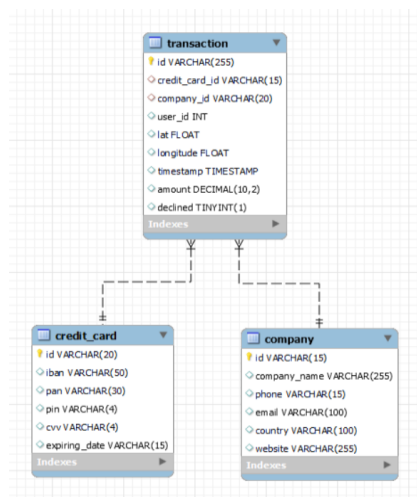 transaction
id VARCHAR(255)
credit_card_id VARCHAR(15)
company_id VARCHAR(20)
user_id INT
lat FLOAT
longitude FLOAT
timestamp TIMESTAMP
amount DECIMAL(10,2)
declined TINYINT(1)
Indexes
credit_card
id VARCHAR(20)
iban VARCHAR(50)
pan VARCHAR(30)
pin VARCHAR(4)
cvv VARCHAR(4)
expiring_date VARCHAR(15)
Indexes
company
id VARCHAR(15)
company_name VARCHAR(255)
phone VARCHAR(15)
email VARCHAR(100)
country VARCHAR(100)
website VARCHAR(255)
Indexes